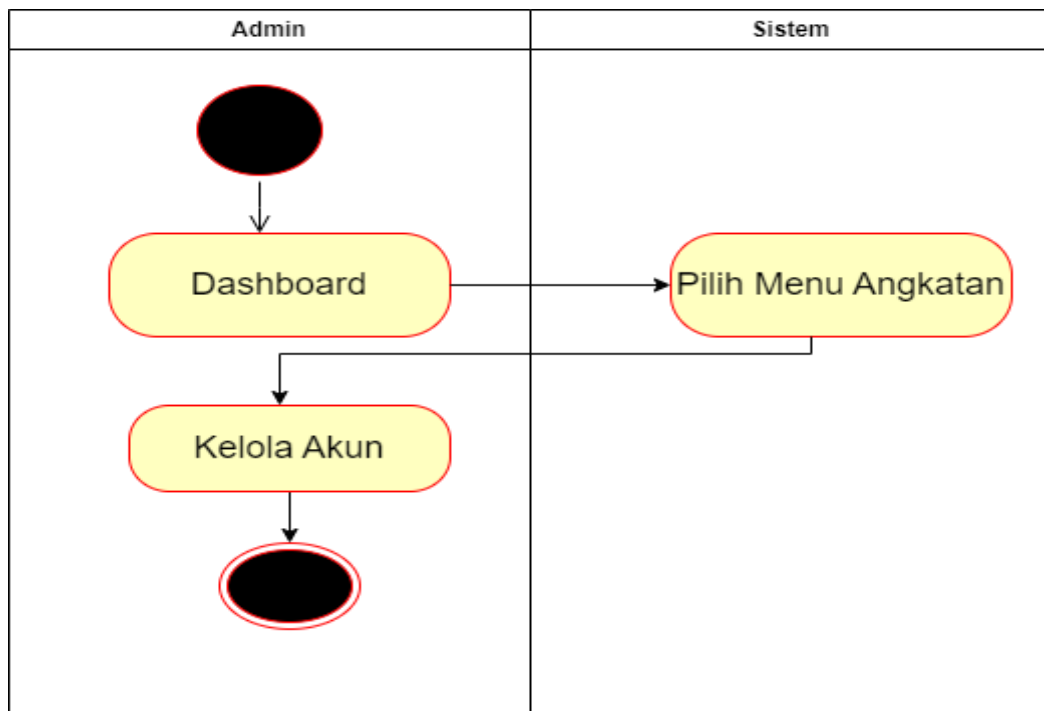 Admin
Sistem
Dashboard
Pilih Menu Angkatan
Kelola Akun